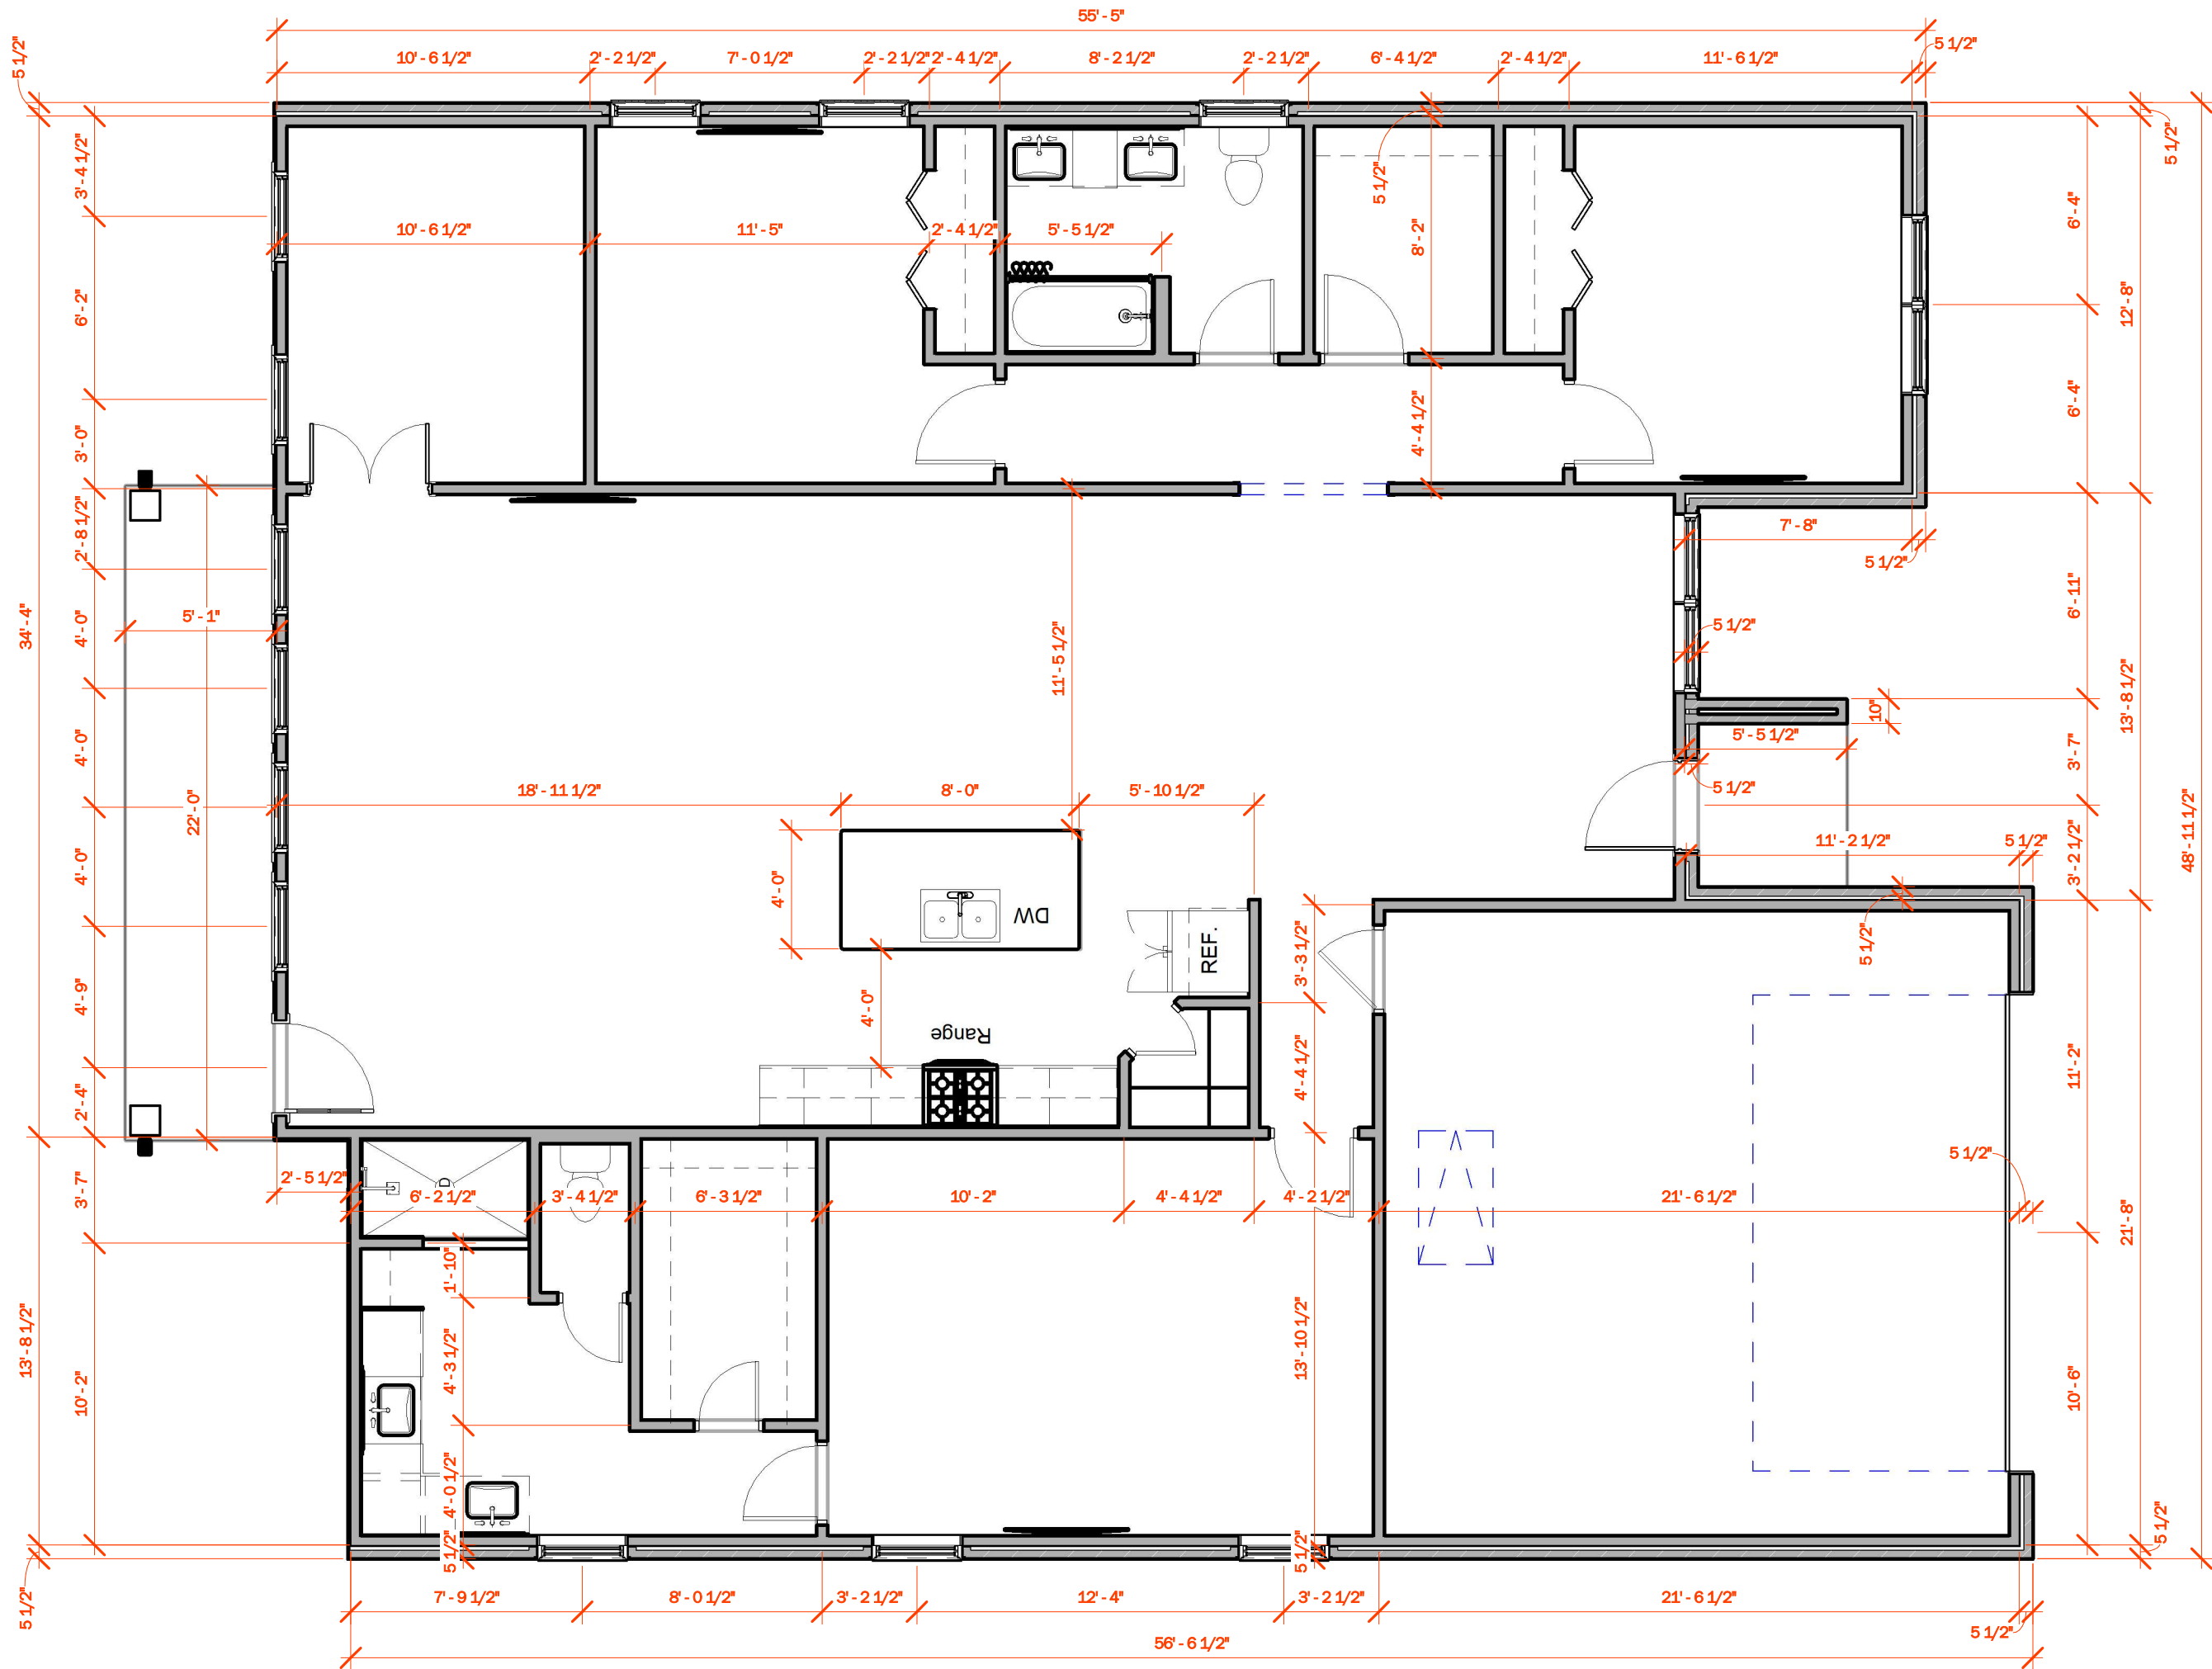 55' - 5"
5 1/2"
5 1/2"
10' - 6 1/2"
2' - 2 1/2"
7' - 0 1/2"
2' - 2 1/2"
2' - 4 1/2"
8' - 2 1/2"
2' - 2 1/2"
6' - 4 1/2"
2' - 4 1/2"
11' - 6 1/2"
3' - 4 1/2"
5 1/2"
5 1/2"
6' - 4"
10' - 6 1/2"
11' - 5"
2' - 4 1/2"
5' - 5 1/2"
8' - 2"
6' - 2"
12' - 8"
3' - 0"
4' - 4 1/2"
6' - 4"
2' - 8 1/2"
7' - 8"
5 1/2"
34' - 4"
5' - 1"
4' - 0"
11' - 5 1/2"
5 1/2"
6' - 11"
13' - 8 1/2"
10"
5' - 5 1/2"
3' - 7"
4' - 0"
22' - 0"
18' - 11 1/2"
8' - 0"
5' - 10 1/2"
5 1/2"
48' - 11 1/2"
4' - 0"
4' - 0"
11' - 2 1/2"
5 1/2"
3' - 2 1/2"
DW
REF.
3' - 3 1/2"
5 1/2"
4' - 9"
4' - 0"
Range
4' - 4 1/2"
11' - 2"
2' - 4"
3' - 7"
2' - 5 1/2"
6' - 2 1/2"
3' - 4 1/2"
6' - 3 1/2"
10' - 2"
4' - 4 1/2"
4' - 2 1/2"
21' - 6 1/2"
5 1/2"
21' - 8"
1' - 10"
13' - 8 1/2"
10' - 2"
4' - 3 1/2"
13' - 10 1/2"
10' - 6"
4' - 0 1/2"
5 1/2"
5 1/2"
5 1/2"
5 1/2"
7' - 9 1/2"
8' - 0 1/2"
3' - 2 1/2"
12' - 4"
3' - 2 1/2"
21' - 6 1/2"
5 1/2"
56' - 6 1/2"